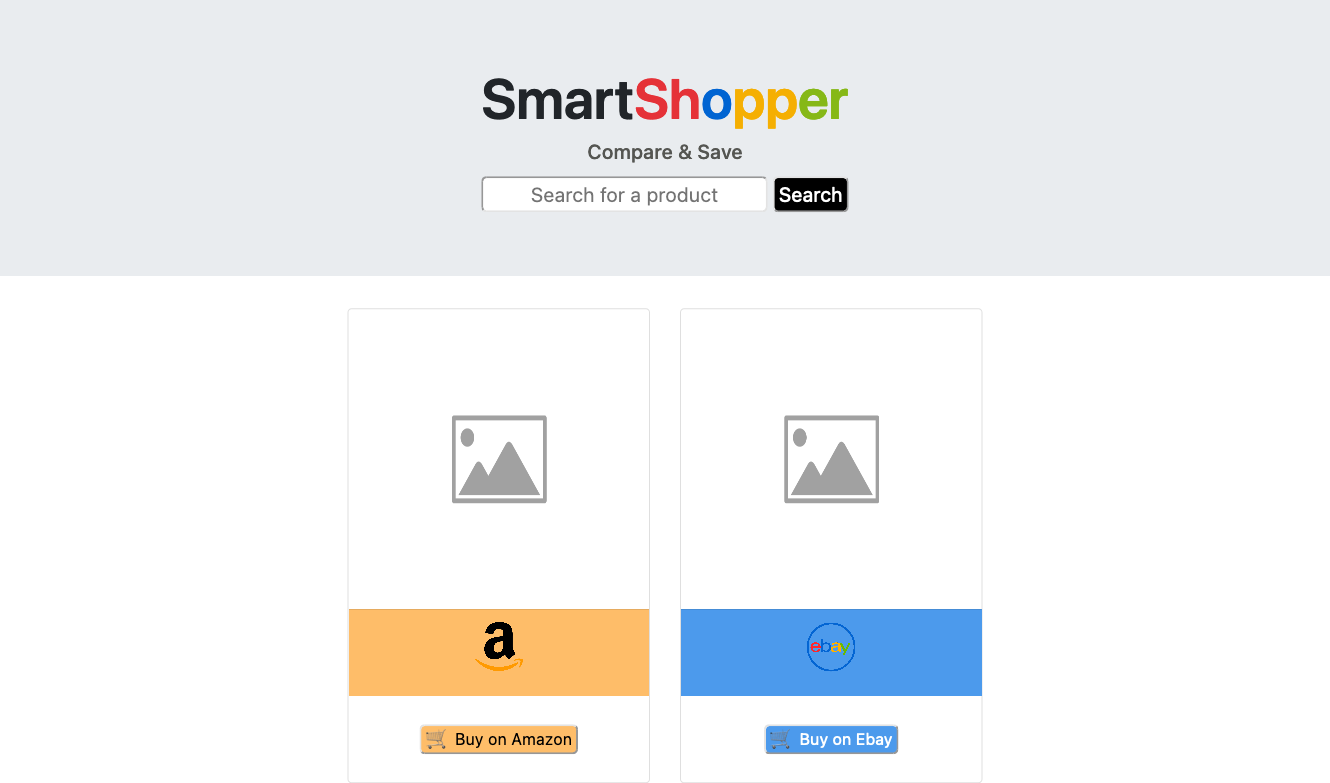 SmartShopper
Compare & Save
Search for a product
Search
a
ebay
Buy on Amazon
Buy on Ebay